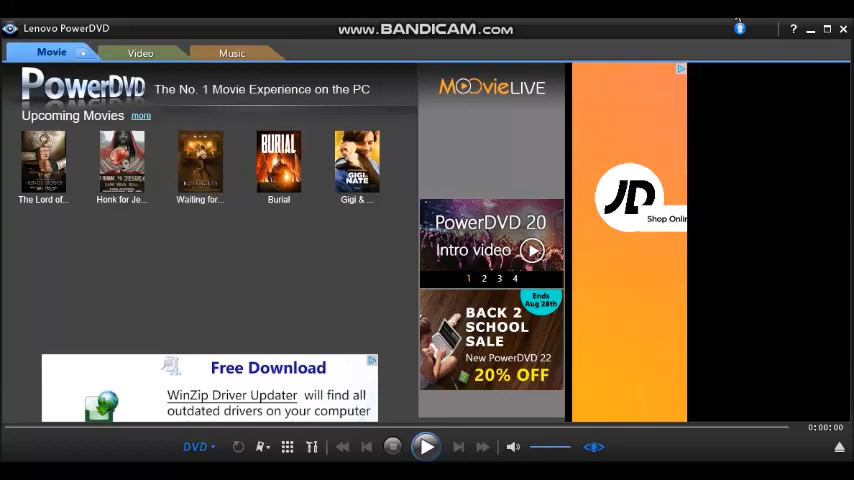 Lenovo PowerDVD
www.BANDICAM.com
?
Movie
Video
Music
PowerDVD The No. 1 Movie Experience on the PC
Upcoming Movies more
BURIAL
GIGI
NATE
The Lord of...
Honk for Je...
Waiting for...
Burial
Gigi & ...
MOOvieLIVE
PowerDVD 20
Intro video
1 2 3 4
Ends
Aug 28th
BACK 2
SCHOOL
SALE
New PowerDVD 22
20% OFF
JD
Shop Onlin
Free Download
WinZip Driver Updater will find all
outdated drivers on your computer
0:00:00
DVD